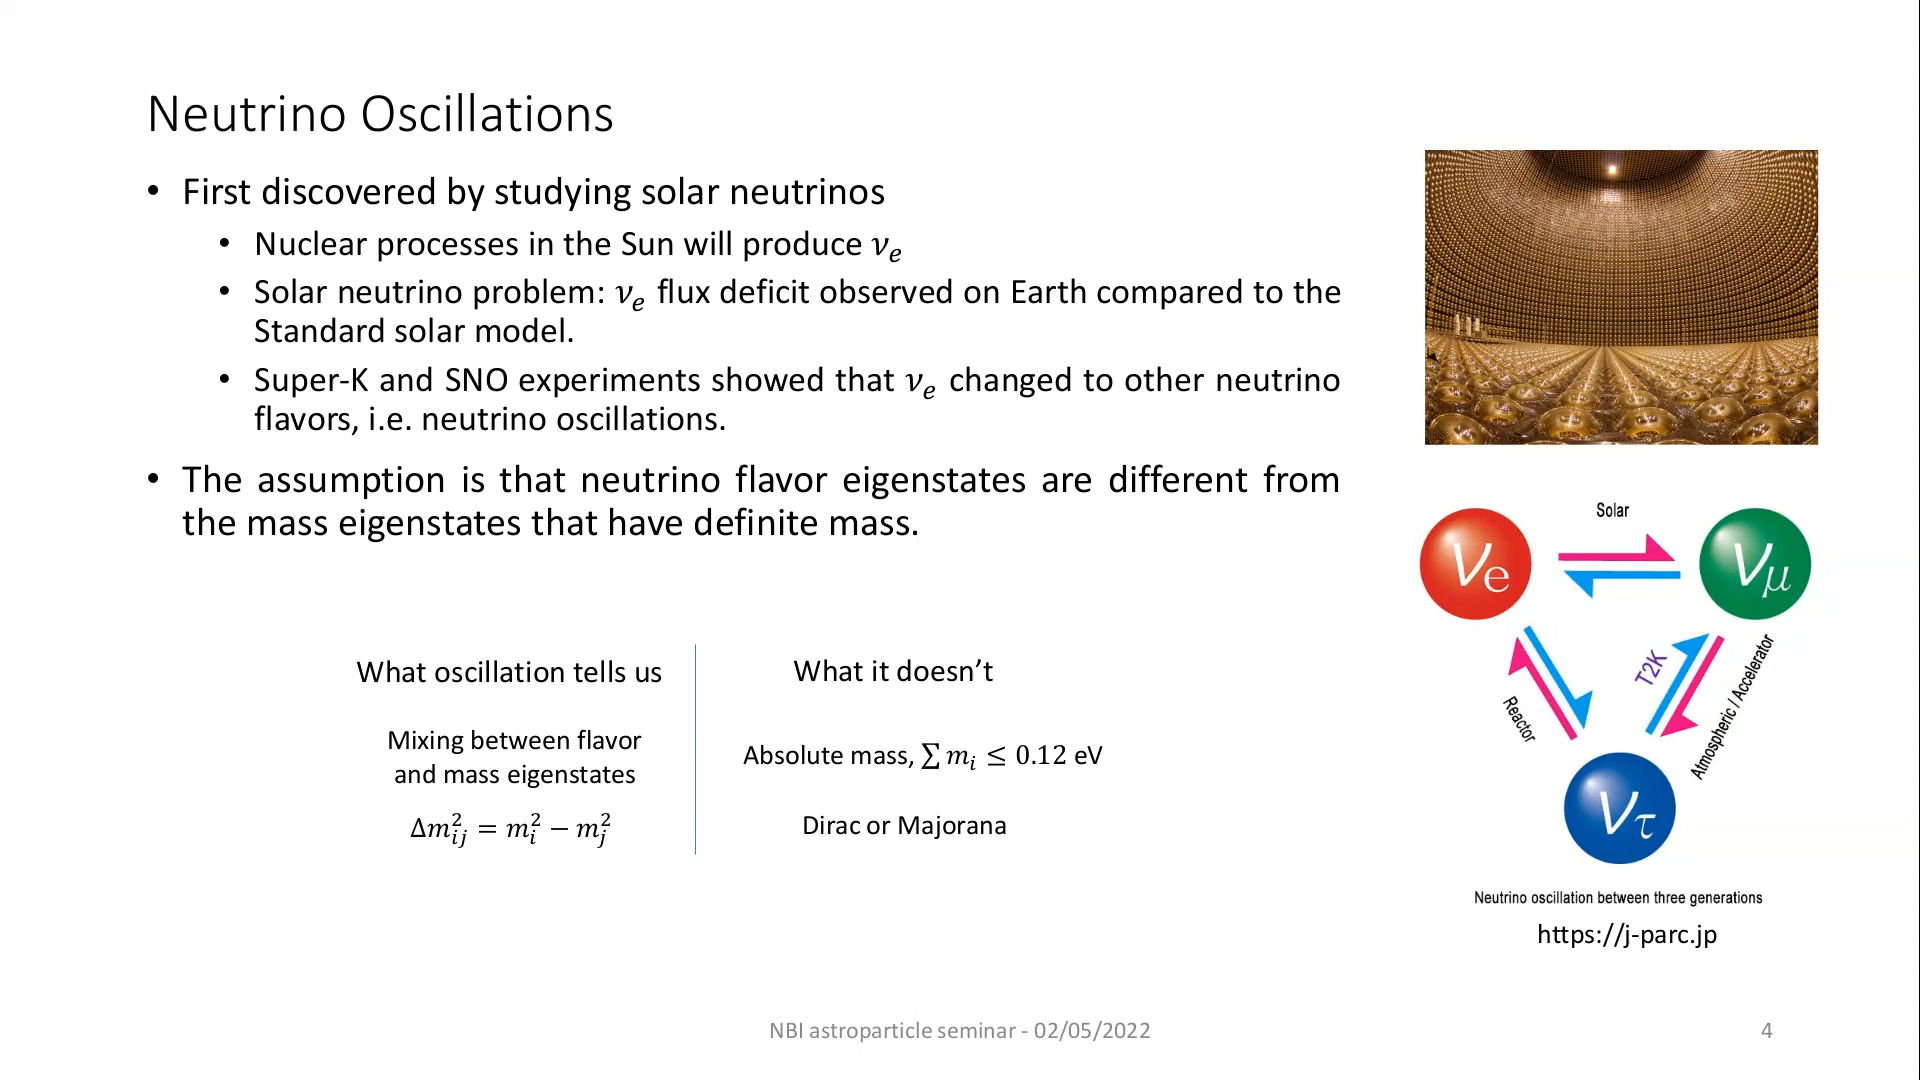 Neutrino Oscillations
• First discovered by studying solar neutrinos
• Nuclear processes in the Sun will produce νₑ
• Solar neutrino problem: νₑ flux deficit observed on Earth compared to the
Standard solar model.
• Super-K and SNO experiments showed that νₑ changed to other neutrino
flavors, i.e. neutrino oscillations.
• The assumption is that neutrino flavor eigenstates are different from
the mass eigenstates that have definite mass.
What oscillation tells us
Mixing between flavor
and mass eigenstates
Δm²ᵢⱼ = m²ᵢ − m²ⱼ
What it doesn’t
Absolute mass, ∑ mᵢ ≤ 0.12 eV
Dirac or Majorana
Solar
νe
νμ
T2K
Reactor
Atmospheric / Accelerator
ντ
Neutrino oscillation between three generations
https://j-parc.jp
NBI astroparticle seminar - 02/05/2022
4